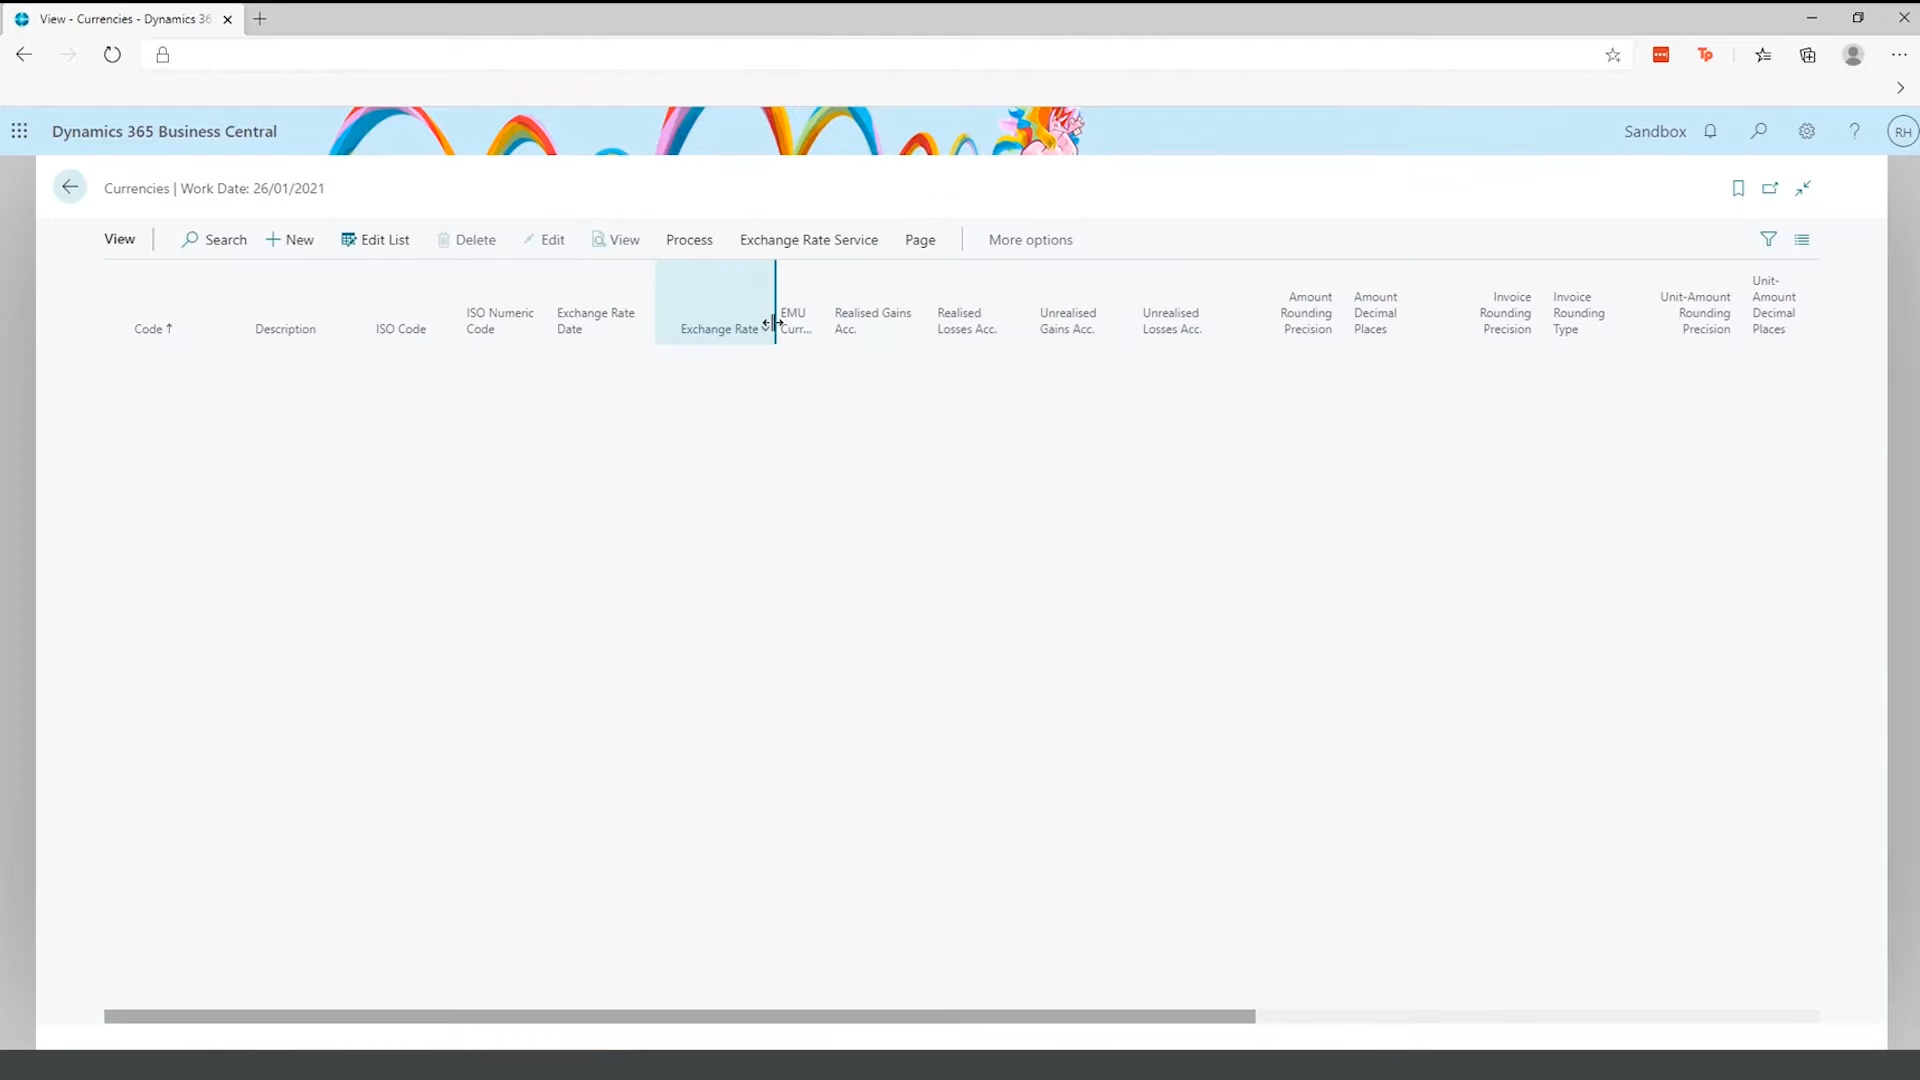 View - Currencies - Dynamics 36
Tp
Dynamics 365 Business Central
Sandbox
RH
Currencies | Work Date: 26/01/2021
View
Search
New
Edit List
Delete
Edit
View
Process
Exchange Rate Service
Page
More options
Code ↑
Description
ISO Code
ISO Numeric
Code
Exchange Rate
Date
Exchange Rate
EMU
Curr...
Realised Gains
Acc.
Realised
Losses Acc.
Unrealised
Gains Acc.
Unrealised
Losses Acc.
Amount
Rounding
Precision
Amount
Decimal
Places
Invoice
Rounding
Precision
Invoice
Rounding
Type
Unit-Amount
Rounding
Precision
Unit-
Amount
Decimal
Places